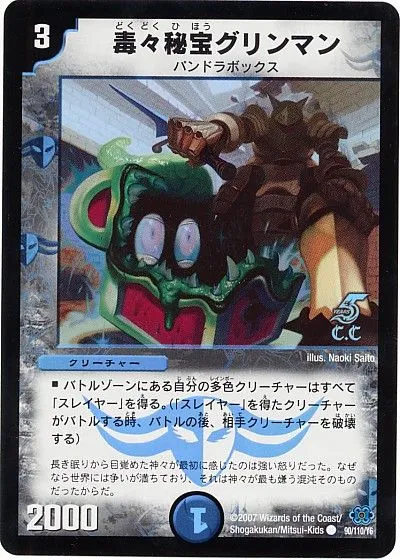 3
どくどく ひ ほう
毒々秘宝グリンマン
パンドラボックス
5 YEARS
C.C
illus. Naoki Saito
クリーチャー
■ バトルゾーンにある自分の多色クリーチャーはすべて
「スレイヤー」を得る。(「スレイヤー」を得たクリーチャー
がバトルする時、バトルの後、相手クリーチャーを破壊
する)
長き眠りから目覚めた神々が最初に感じたのは強い怒りだった。なぜ
なら世界には争いが満ちており、それは神々が最も嫌う混沌そのもの
だったからだ。
2000
1
©2007 Wizards of the Coast/
Shogakukan/Mitsui-Kids ● 90/110/Y6